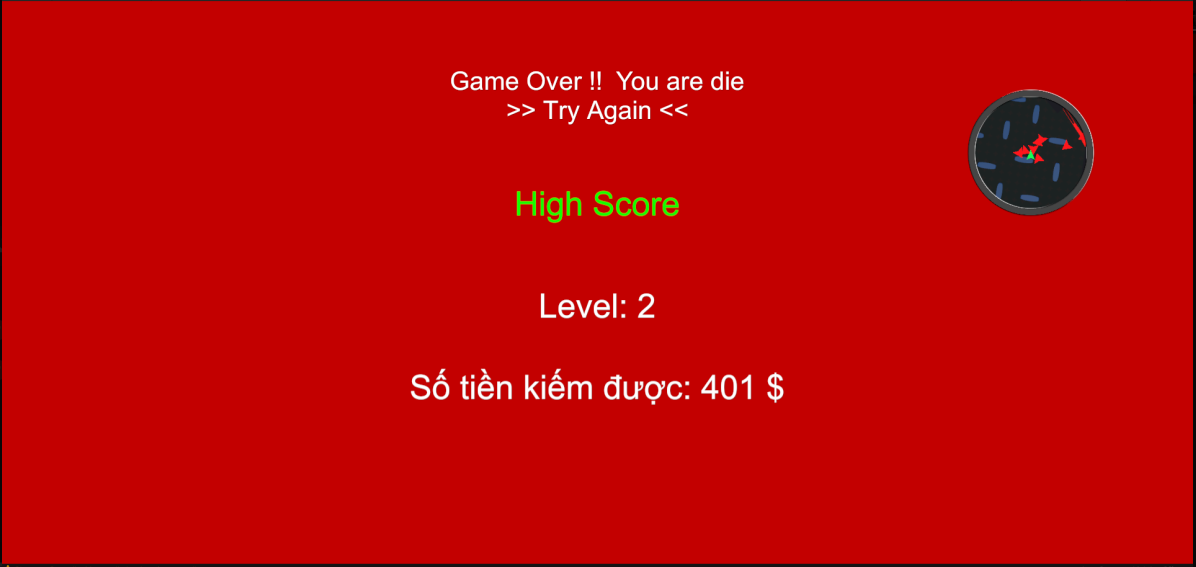 Game Over !!  You are die
>> Try Again <<
High Score
Level: 2
Số tiền kiếm được: 401 $